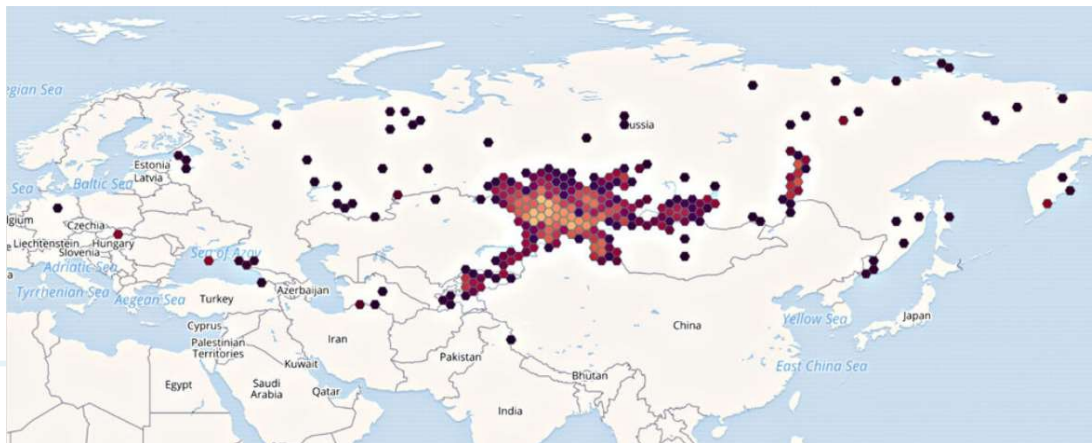 egian Sea
Russia
Estonia
Latvia
Baltic Sea
Sea
elgium
Czechia
Liechtenstein
Hungary
Slovenia
Sea of Azov
Adriatic Sea
Tyrrhenian Sea
Aegean Sea
Turkey
Azerbaijan
Cyprus
Palestinian
Territories
Iran
Kuwait
Pakistan
China
Yellow Sea
Japan
East China Sea
Egypt
Saudi
Arabia
Qatar
Bhutan
India